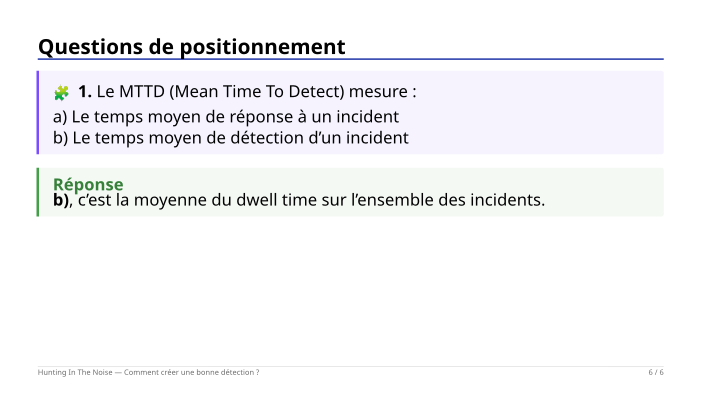 Questions de positionnement
🧩 1. Le MTTD (Mean Time To Detect) mesure :
a) Le temps moyen de réponse à un incident
b) Le temps moyen de détection d’un incident
Réponse
b), c’est la moyenne du dwell time sur l’ensemble des incidents.
Hunting In The Noise — Comment créer une bonne détection ?
6 / 6